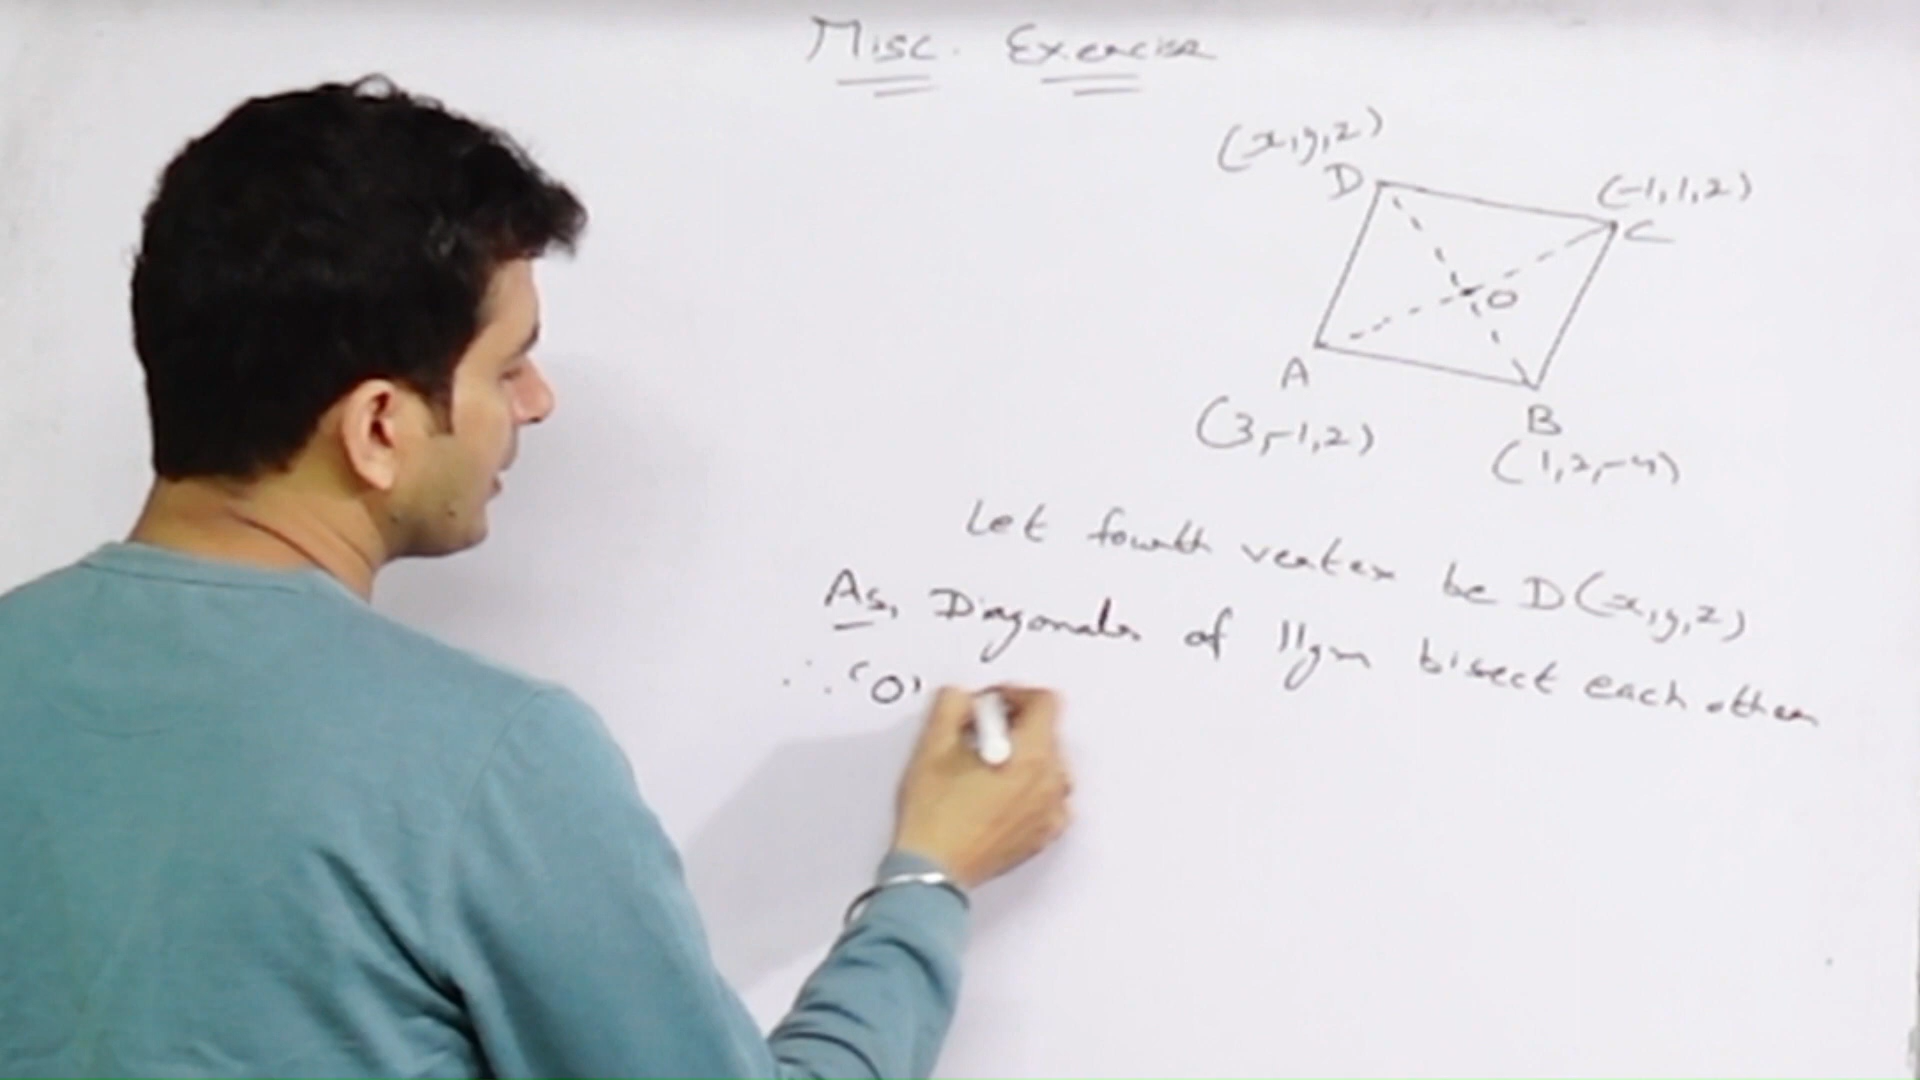 Misc. Exercise
(x,y,z)
D
(-1,1,2)
C
O
A
(3,-1,2)
B
(1,2,-4)
Let fourth vertex be D(x,y,z)
As, Diagonals of ||gm bisect each other
∴ 'O'